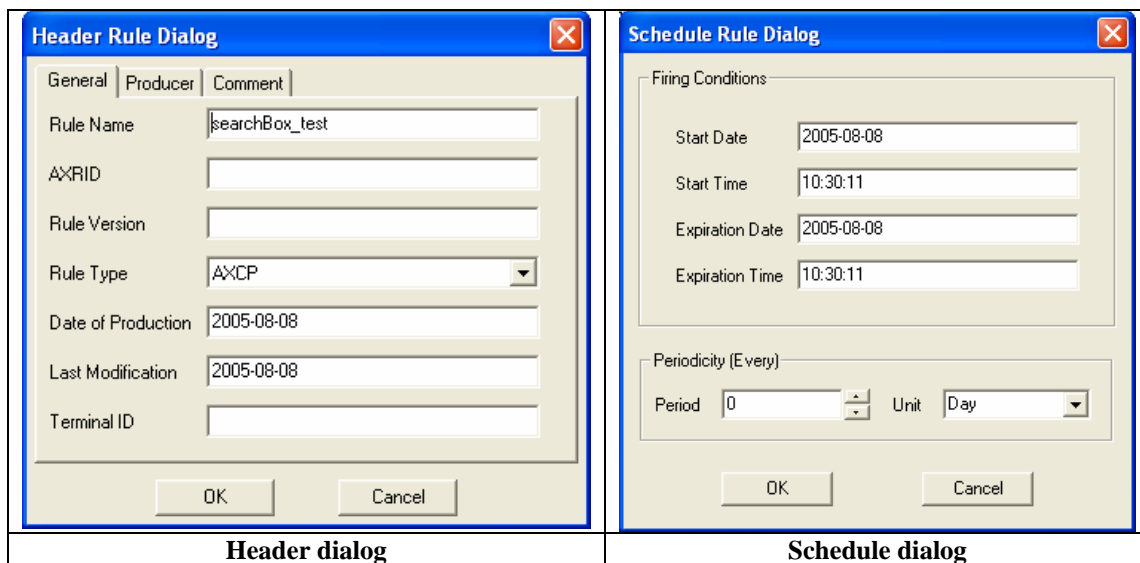 Header Rule Dialog
General Producer Comment
Rule Name searchBox_test
AXRID
Rule Version
Rule Type AXCP
Date of Production 2005-08-08
Last Modification 2005-08-08
Terminal ID
OK Cancel
Header dialog
Schedule Rule Dialog
Firing Conditions
Start Date 2005-08-08
Start Time 10:30:11
Expiration Date 2005-08-08
Expiration Time 10:30:11
Periodicity (Every)
Period 0 Unit Day
OK Cancel
Schedule dialog